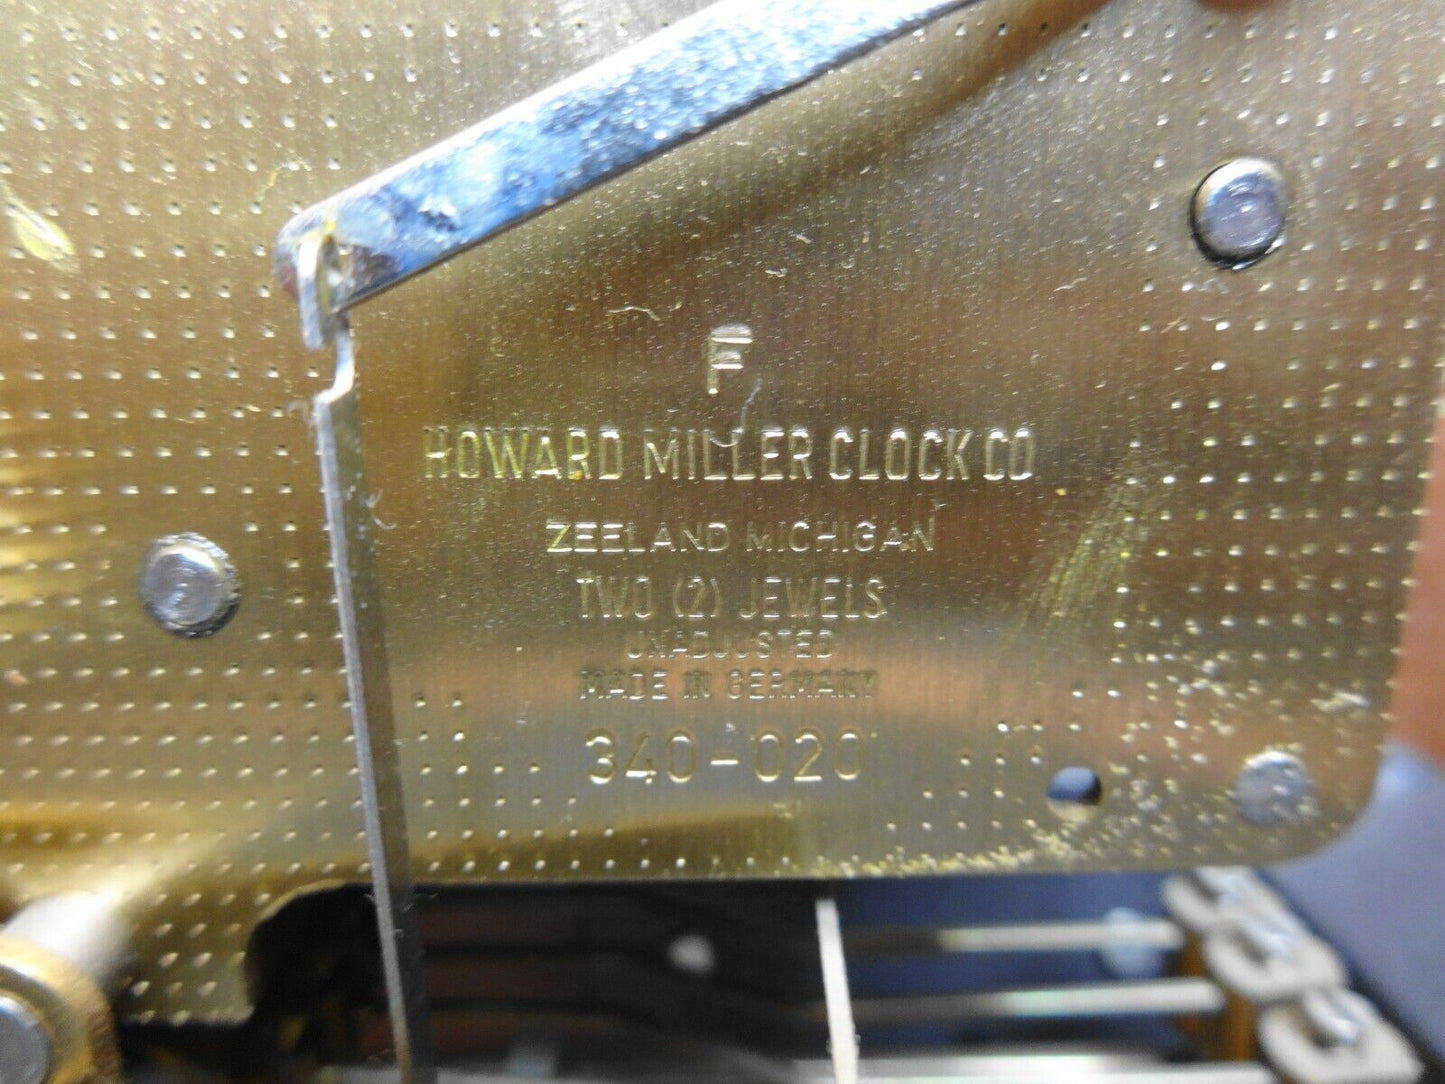 F
HOWARD MILLER CLOCK CO
ZEELAND MICHIGAN
TWO (2) JEWELS
UNADJUSTED
MADE IN GERMANY
340-020